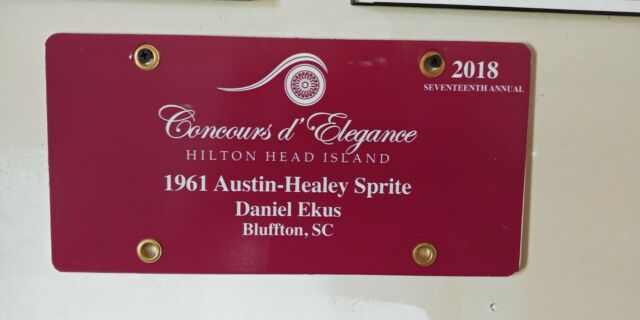 2018
SEVENTEENTH ANNUAL
Concours d'Elegance
HILTON HEAD ISLAND
1961 Austin-Healey Sprite
Daniel Ekus
Bluffton, SC